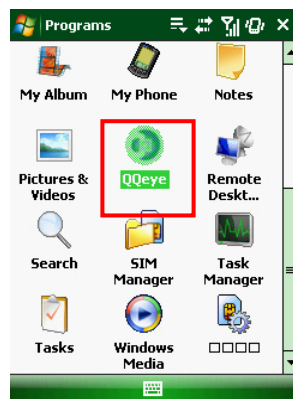 Programs
My Album
My Phone
Notes
Pictures &
Videos
QQeye
Remote
Deskt...
Search
SIM
Manager
Task
Manager
Tasks
Windows
Media
□□□□